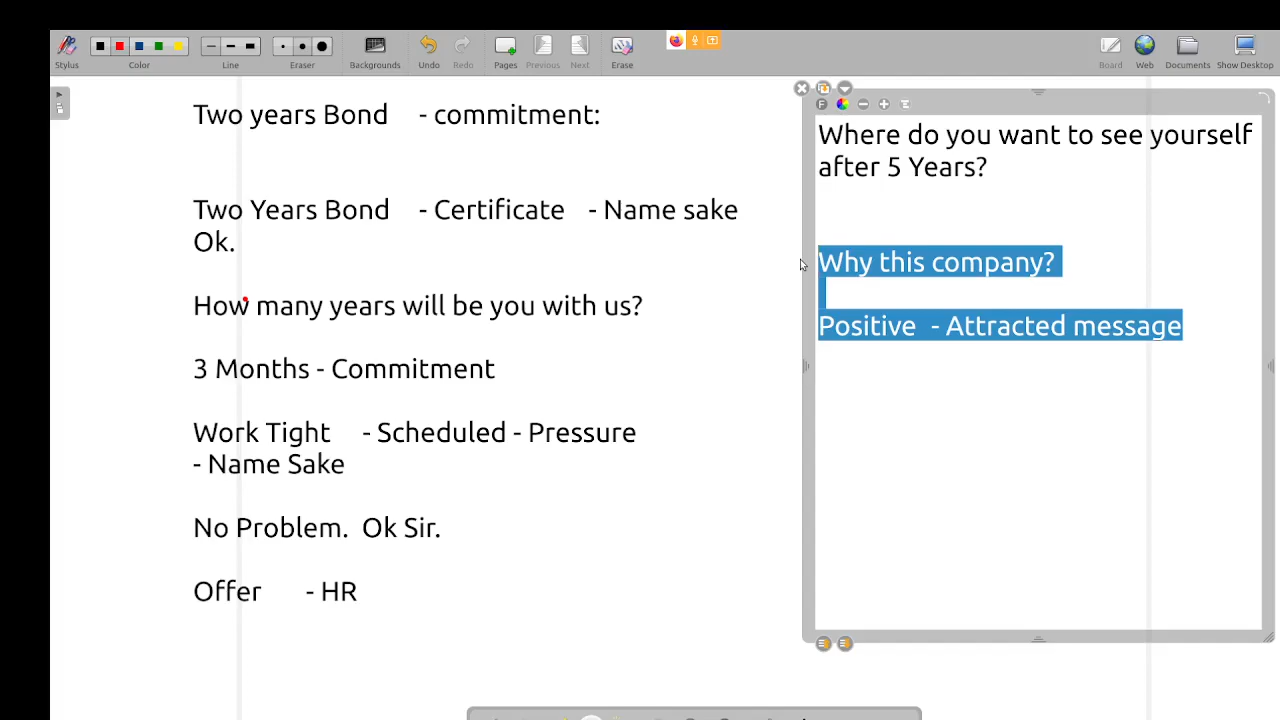 Stylus
Color
Line
Eraser
Backgrounds
Undo
Redo
Pages
Previous
Next
Erase
Board
Web
Documents
Show Desktop
Two years Bond - commitment:
Two Years Bond - Certificate - Name sake
Ok.
How many years will be you with us?
3 Months - Commitment
Work Tight - Scheduled - Pressure
- Name Sake
No Problem. Ok Sir.
Offer - HR
F
Where do you want to see yourself
after 5 Years?
Why this company?
Positive - Attracted message